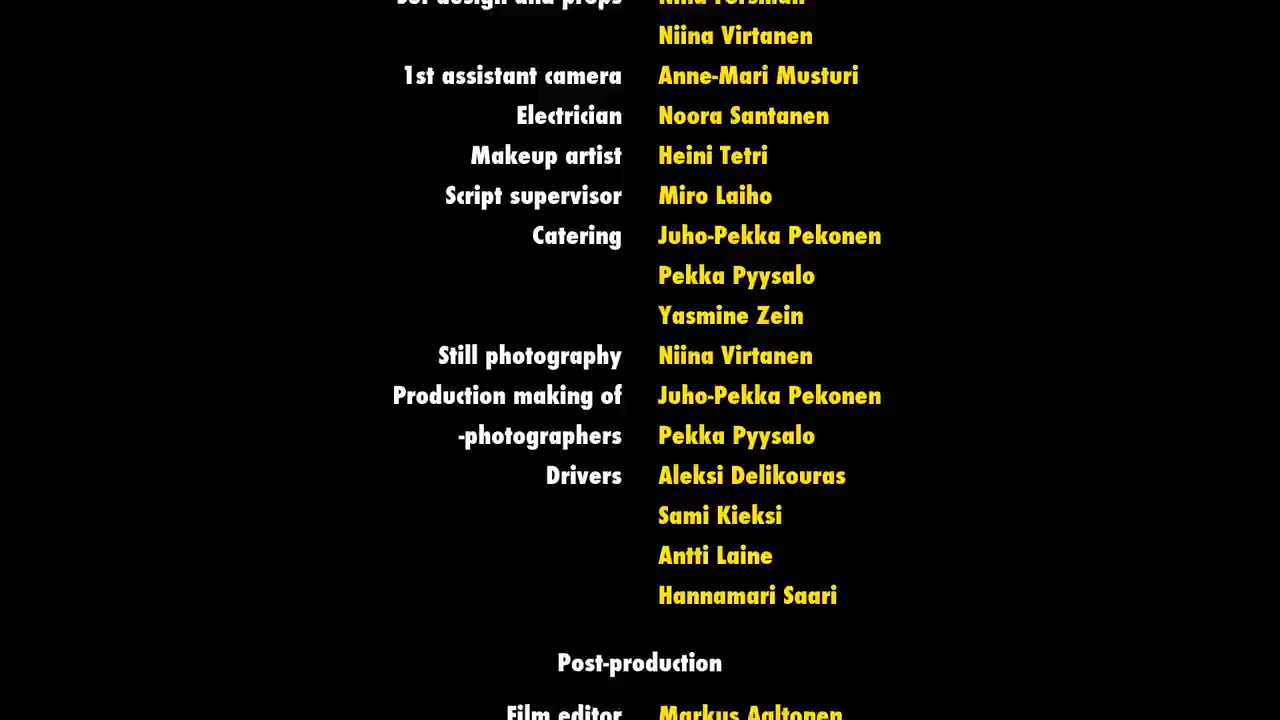 Set design and props Niina Forsman
Niina Virtanen
1st assistant camera Anne-Mari Musturi
Electrician Noora Santanen
Makeup artist Heini Tetri
Script supervisor Miro Laiho
Catering Juho-Pekka Pekonen
Pekka Pyysalo
Yasmine Zein
Still photography Niina Virtanen
Production making of Juho-Pekka Pekonen
-photographers Pekka Pyysalo
Drivers Aleksi Delikouras
Sami Kieksi
Antti Laine
Hannamari Saari
Post-production
Film editor Markus Aaltonen